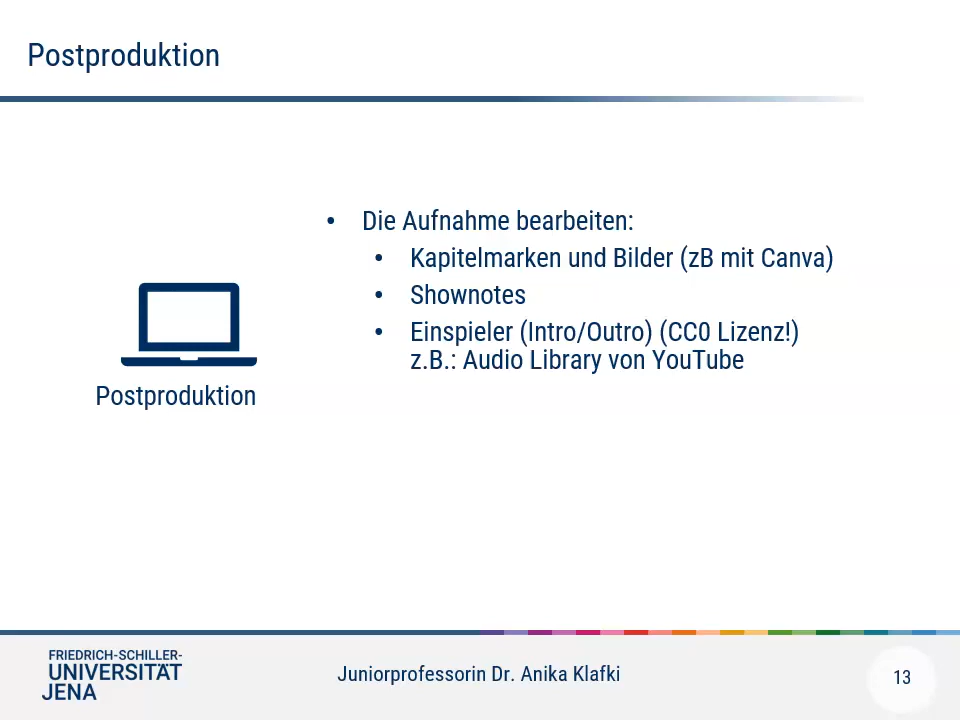 Postproduktion
• Die Aufnahme bearbeiten:
• Kapitelmarken und Bilder (zB mit Canva)
• Shownotes
• Einspieler (Intro/Outro) (CC0 Lizenz!)
z.B.: Audio Library von YouTube
Postproduktion
FRIEDRICH-SCHILLER-
UNIVERSITÄT
JENA
Juniorprofessorin Dr. Anika Klafki
13